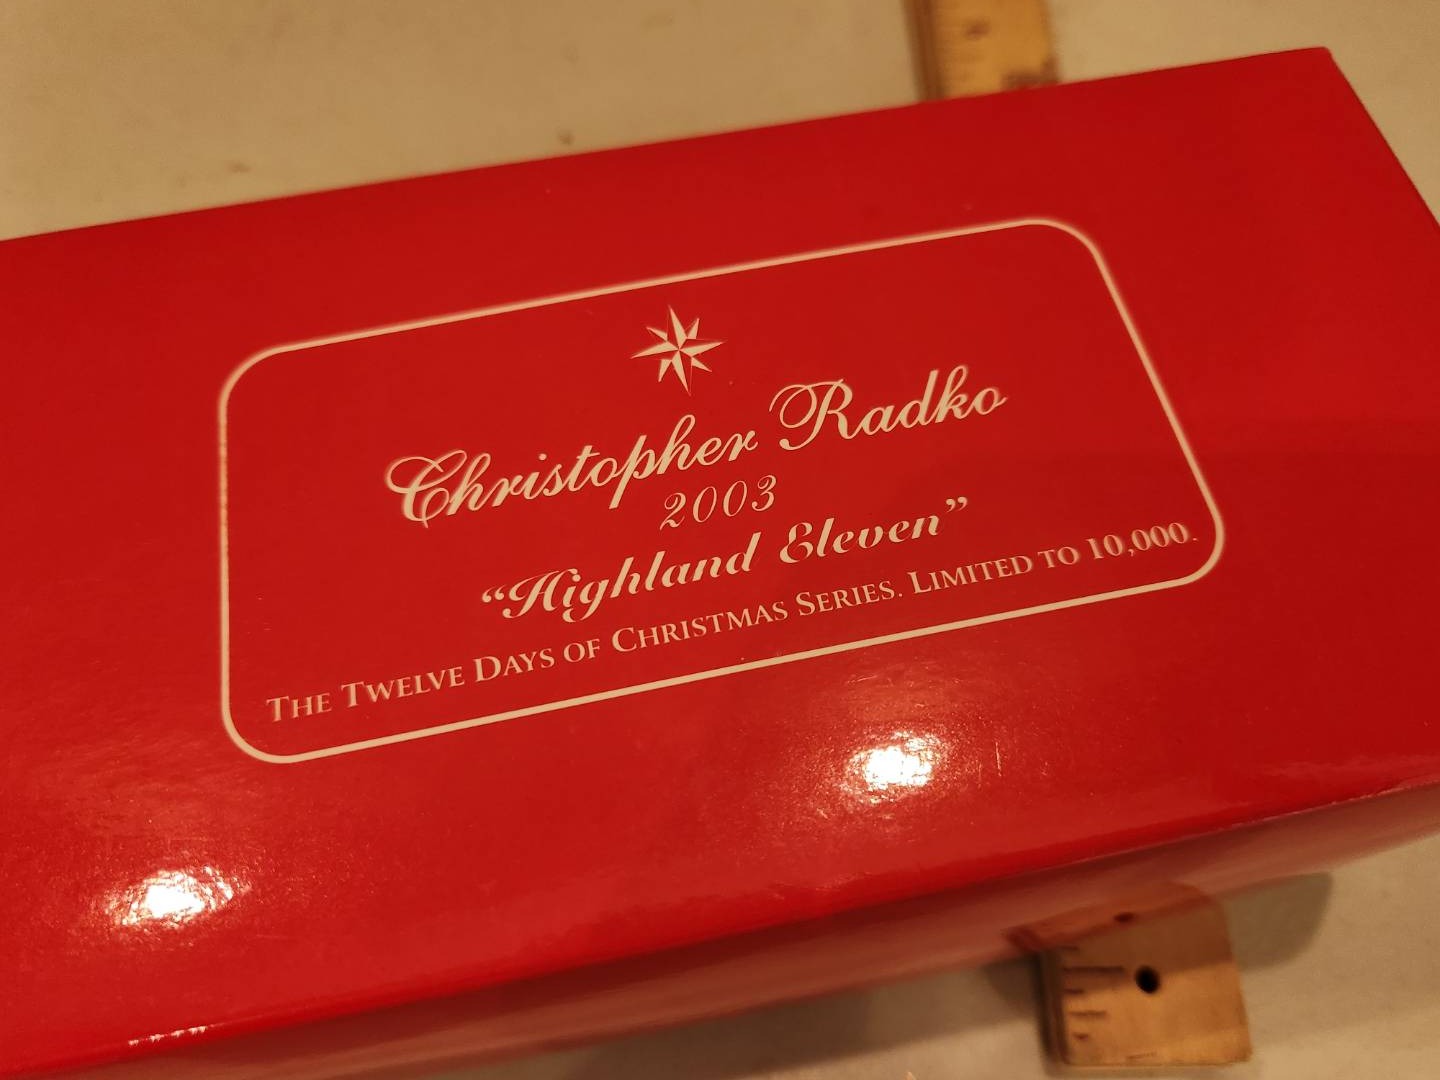 Christopher Radko
2003
“Highland Eleven”
The Twelve Days of Christmas Series. Limited to 10,000.